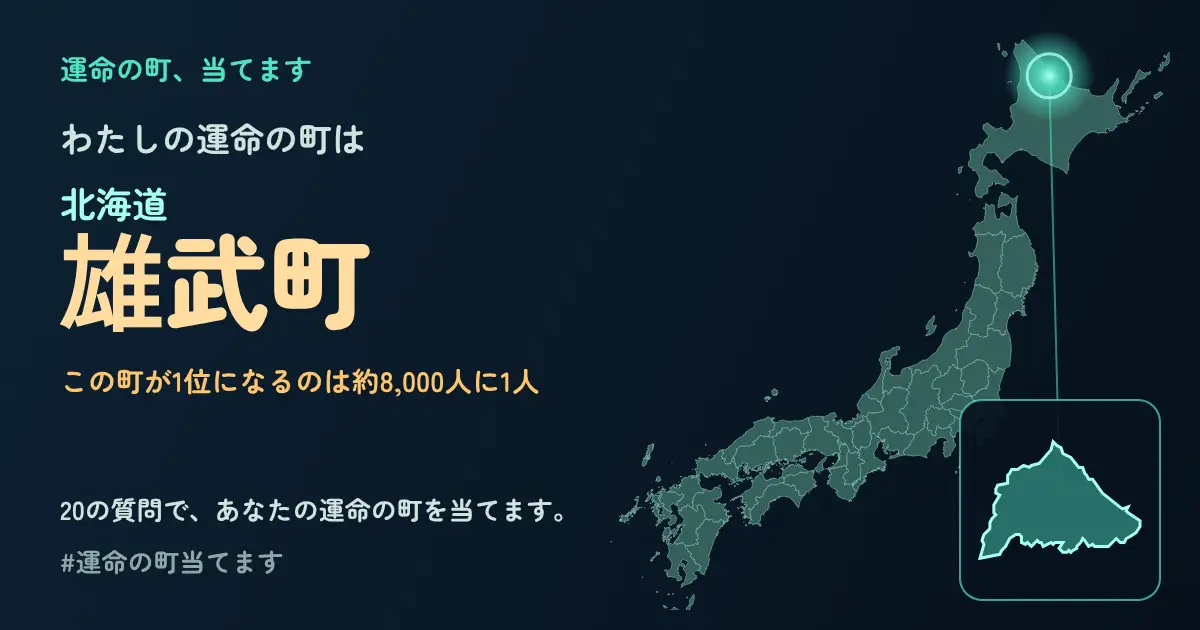 運命の町、当てます
わたしの運命の町は
北海道
雄武町
この町が1位になるのは約8,000人に1人
20の質問で、あなたの運命の町を当てます。
#運命の町当てます